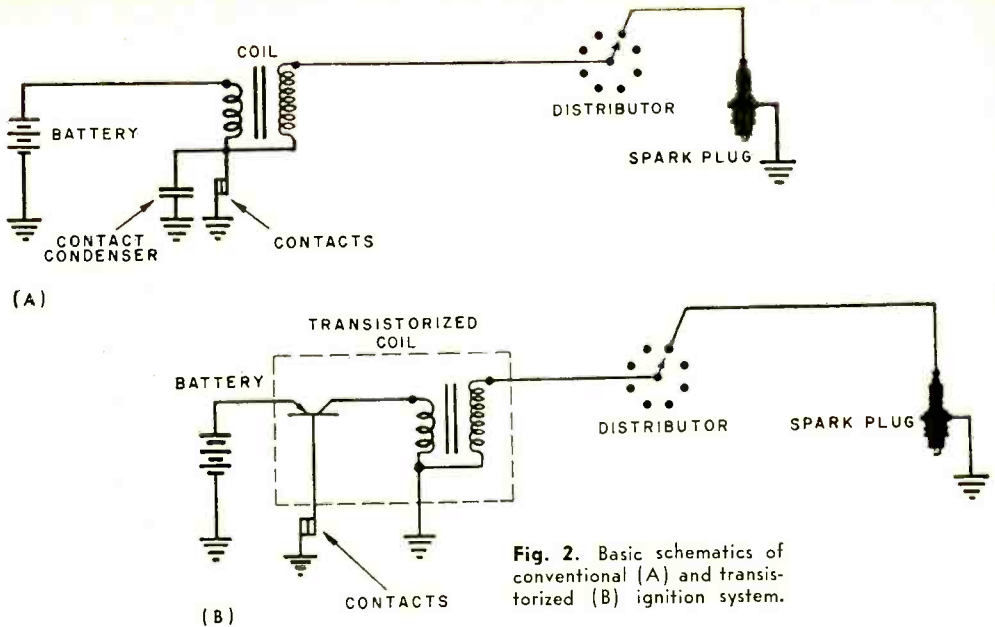 COIL
BATTERY
DISTRIBUTOR
SPARK PLUG
CONTACT
CONDENSER
CONTACTS
(A)
TRANSISTORIZED
COIL
BATTERY
DISTRIBUTOR
SPARK PLUG
CONTACTS
(B)
Fig. 2. Basic schematics of
conventional (A) and transis-
torized (B) ignition system.